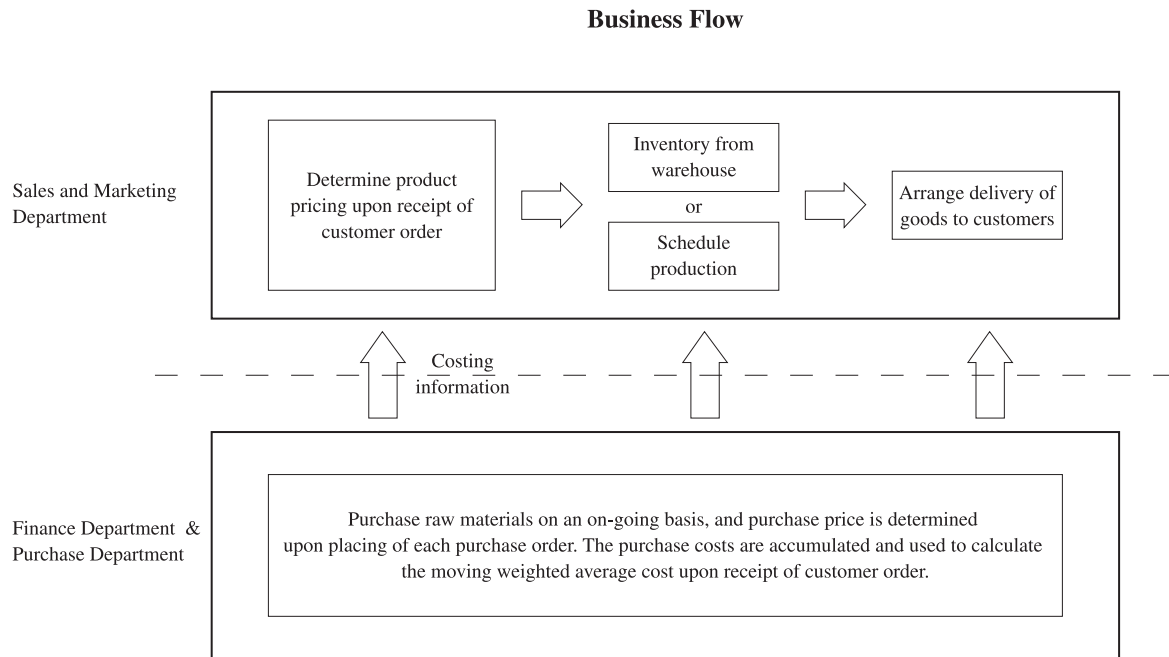 Business Flow
Sales and Marketing
Department
Determine product
pricing upon receipt of
customer order
Inventory from
warehouse
or
Schedule
production
Arrange delivery of
goods to customers
Costing
information
Finance Department &
Purchase Department
Purchase raw materials on an on-going basis, and purchase price is determined
upon placing of each purchase order. The purchase costs are accumulated and used to calculate
the moving weighted average cost upon receipt of customer order.